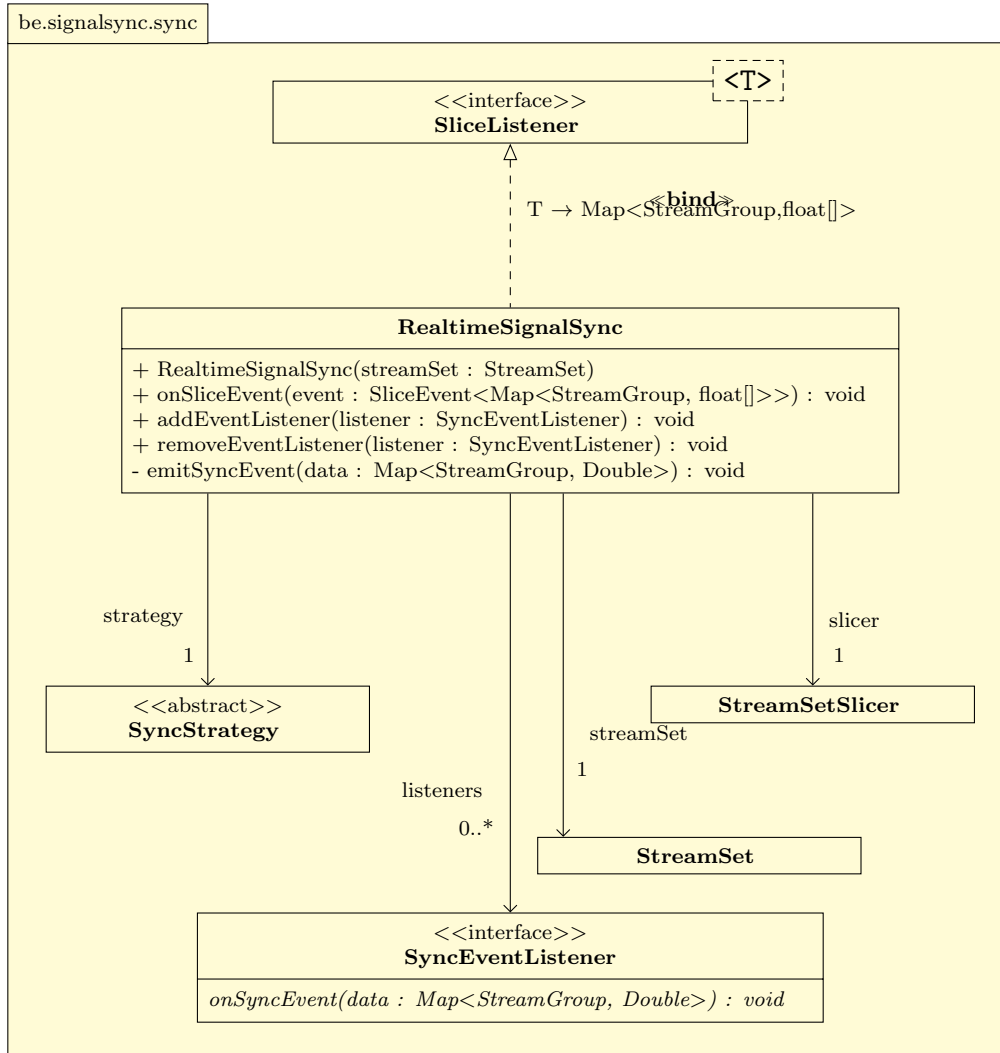 be.signalsync.sync
<T>
<<interface>>
SliceListener
≪bind≫
T → Map<StreamGroup,float[]>
RealtimeSignalSync
+ RealtimeSignalSync(streamSet : StreamSet)
+ onSliceEvent(event : SliceEvent<Map<StreamGroup, float[]>>) : void
+ addEventListener(listener : SyncEventListener) : void
+ removeEventListener(listener : SyncEventListener) : void
- emitSyncEvent(data : Map<StreamGroup, Double>) : void
strategy
1
slicer
1
<<abstract>>
SyncStrategy
StreamSetSlicer
streamSet
1
listeners
0..*
StreamSet
<<interface>>
SyncEventListener
onSyncEvent(data : Map<StreamGroup, Double>) : void